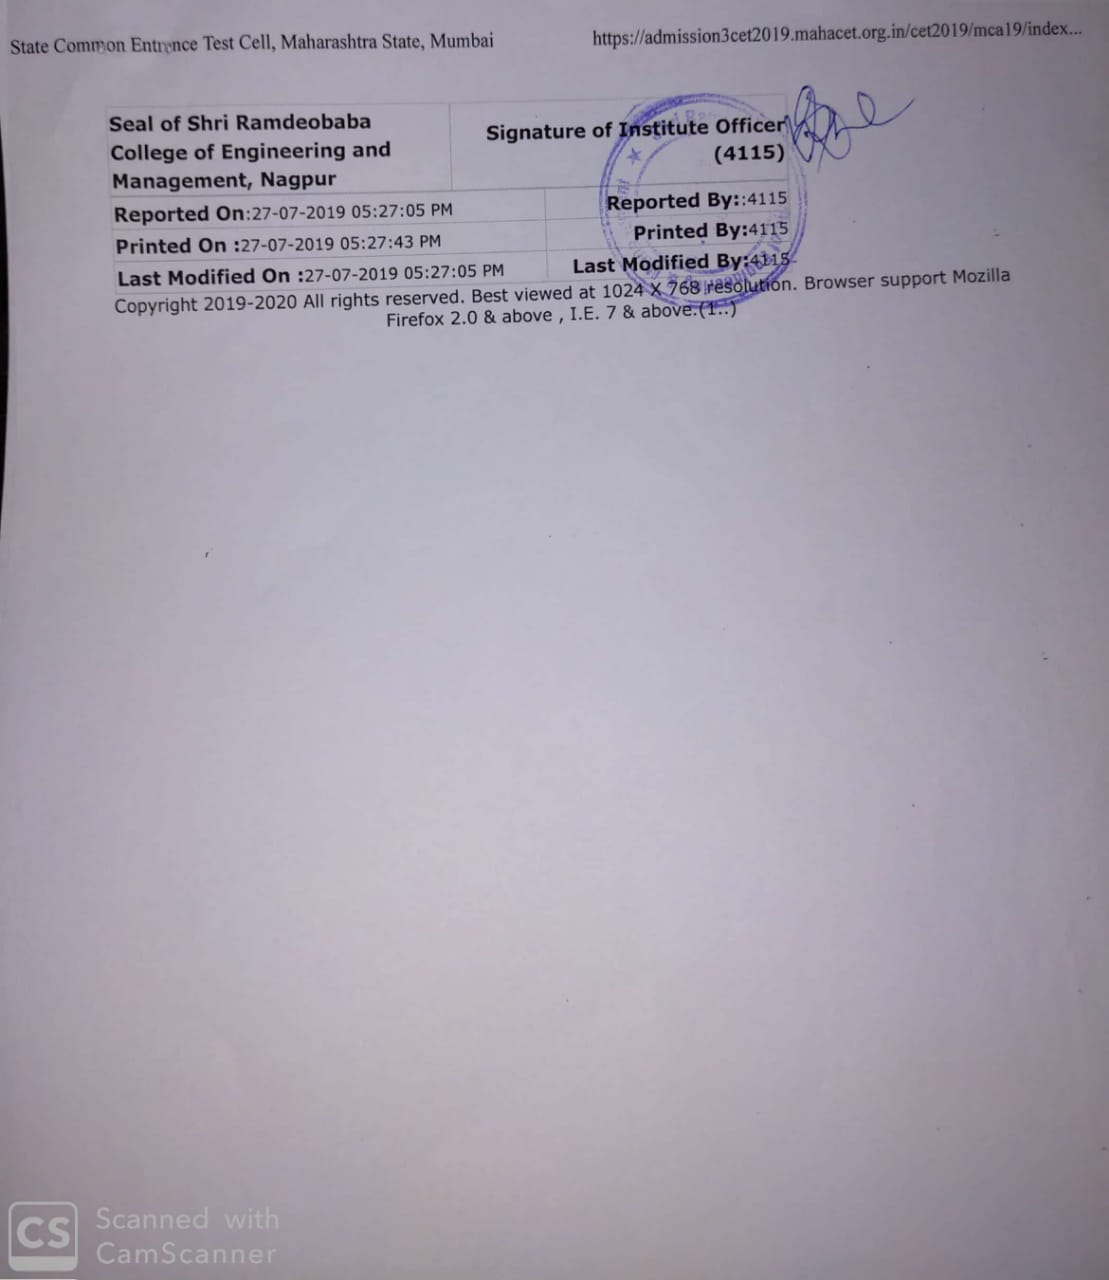 State Common Entrence Test Cell, Maharashtra State, Mumbai
https://admission3cet2019.mahacet.org.in/cet2019/mca19/index...
Seal of Shri Ramdeobaba
College of Engineering and
Management, Nagpur
Signature of Institute Officer
(4115)
Reported On:27-07-2019 05:27:05 PM
Reported By::4115
Printed On :27-07-2019 05:27:43 PM
Printed By:4115
Last Modified On :27-07-2019 05:27:05 PM
Last Modified By:4115
Copyright 2019-2020 All rights reserved. Best viewed at 1024 X 768 resolution. Browser support Mozilla
Firefox 2.0 & above , I.E. 7 & above.(1..)
CS
Scanned with
CamScanner